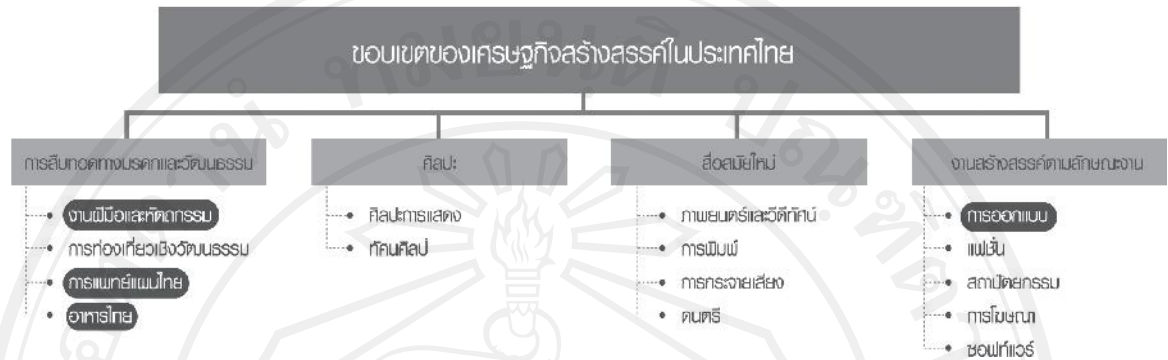 ขอบเขตของเศรษฐกิจสร้างสรรค์ในประเทศไทย
การสืบทอดทางมรดกและวัฒนธรรม
งานฝีมือและหัตถกรรม
การท่องเที่ยวเชิงวัฒนธรรม
การแพทย์แผนไทย
อาหารไทย
ศิลปะ
ศิลปะการแสดง
ทัศนศิลป์
สื่อสมัยใหม่
ภาพยนตร์และวีดีทัศน์
การพิมพ์
การกระจายเสียง
ดนตรี
งานสร้างสรรค์ตามลักษณะงาน
การออกแบบ
แฟชั่น
สถาปัตยกรรม
การโฆษณา
ซอฟท์แวร์